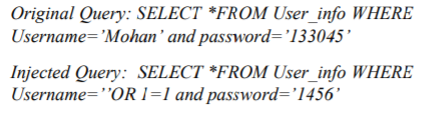 Original Query: SELECT *FROM User_info WHERE
Username=’Mohan’ and password=’133045’
Injected Query:  SELECT *FROM User_info WHERE
Username=’’OR 1=1 and password=’1456’